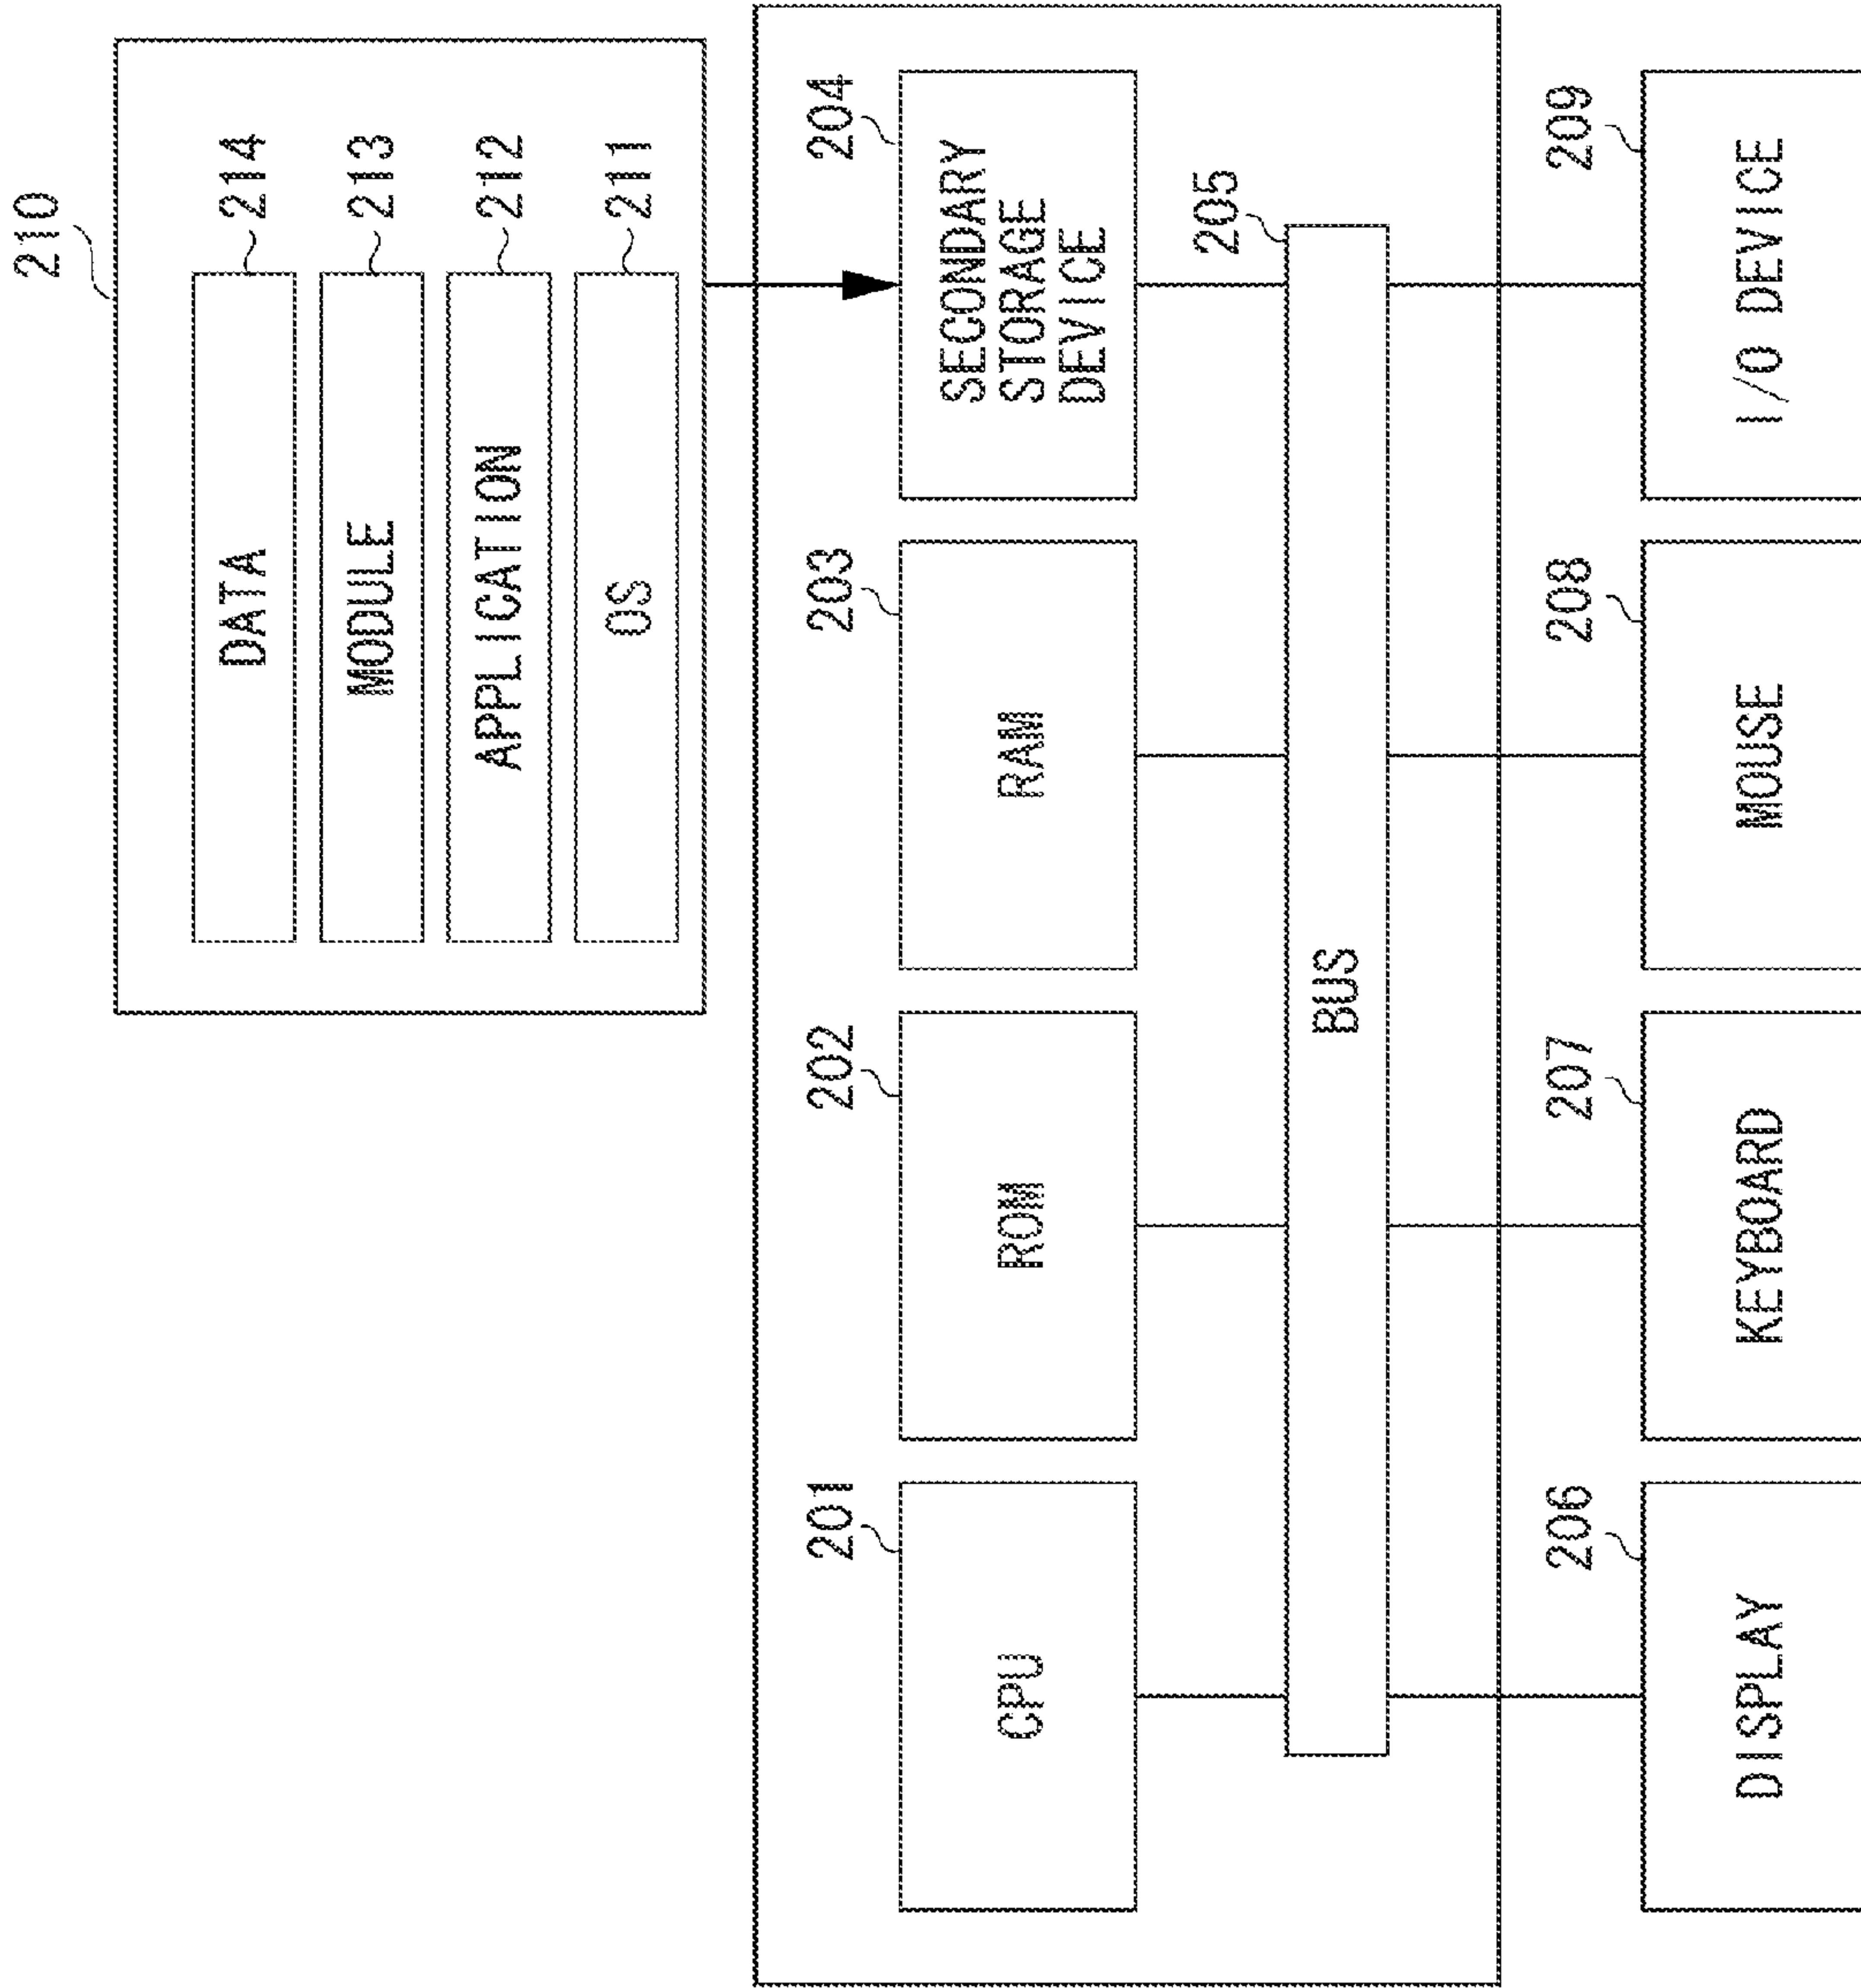 210
DATA
214
MODULE
213
APPLICATION
212
OS
211
201
202
203
204
CPU
ROM
RAM
SECONDARY
STORAGE
DEVICE
205
BUS
206
207
208
209
DISPLAY
KEYBOARD
MOUSE
I/O DEVICE